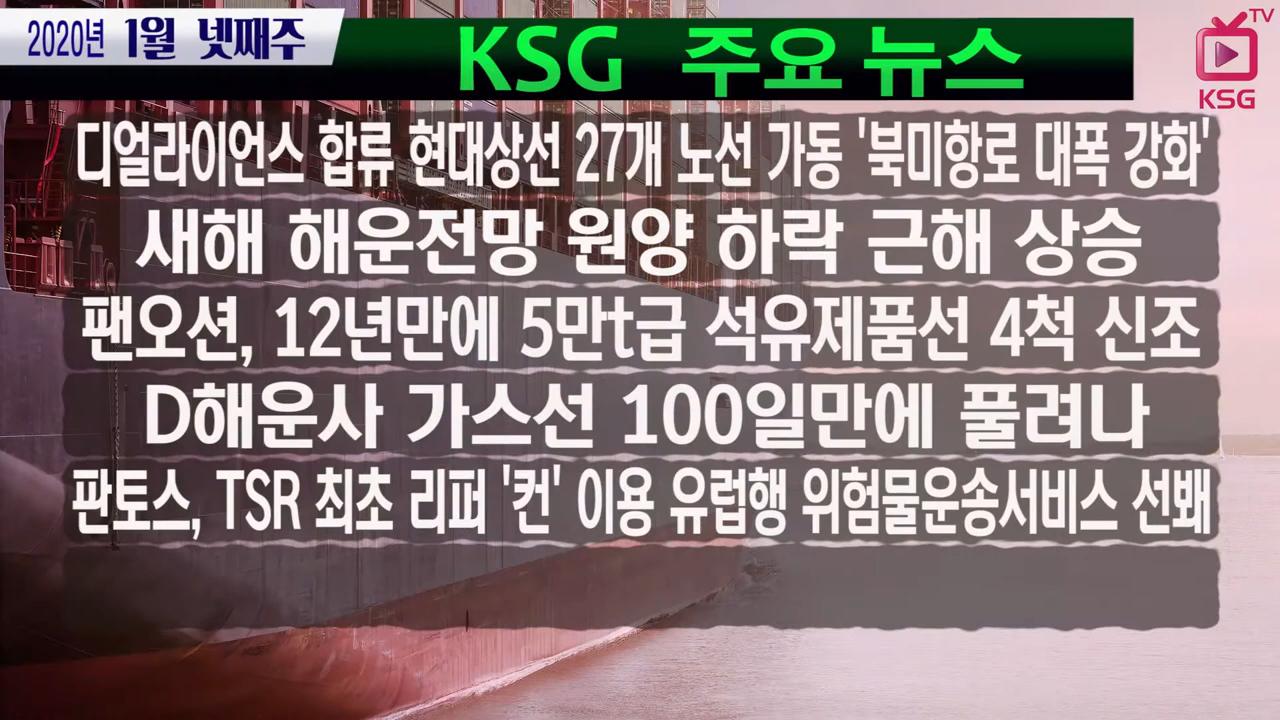 2020년 1월 넷째주
KSG 주요 뉴스
TV
KSG
디얼라이언스 합류 현대상선 27개 노선 가동 '북미항로 대폭 강화'
새해 해운전망 원양 하락 근해 상승
팬오션, 12년만에 5만t급 석유제품선 4척 신조
D해운사 가스선 100일만에 풀려나
판토스, TSR 최초 리퍼 '컨' 이용 유럽행 위험물운송서비스 선봬